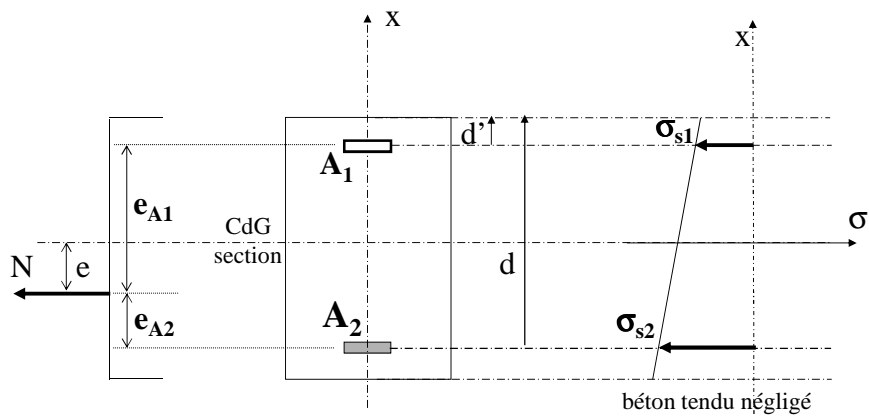 x
x
d'
σs1
A1
eA1
CdG
section
σ
N
e
d
eA2
A2
σs2
béton tendu négligé